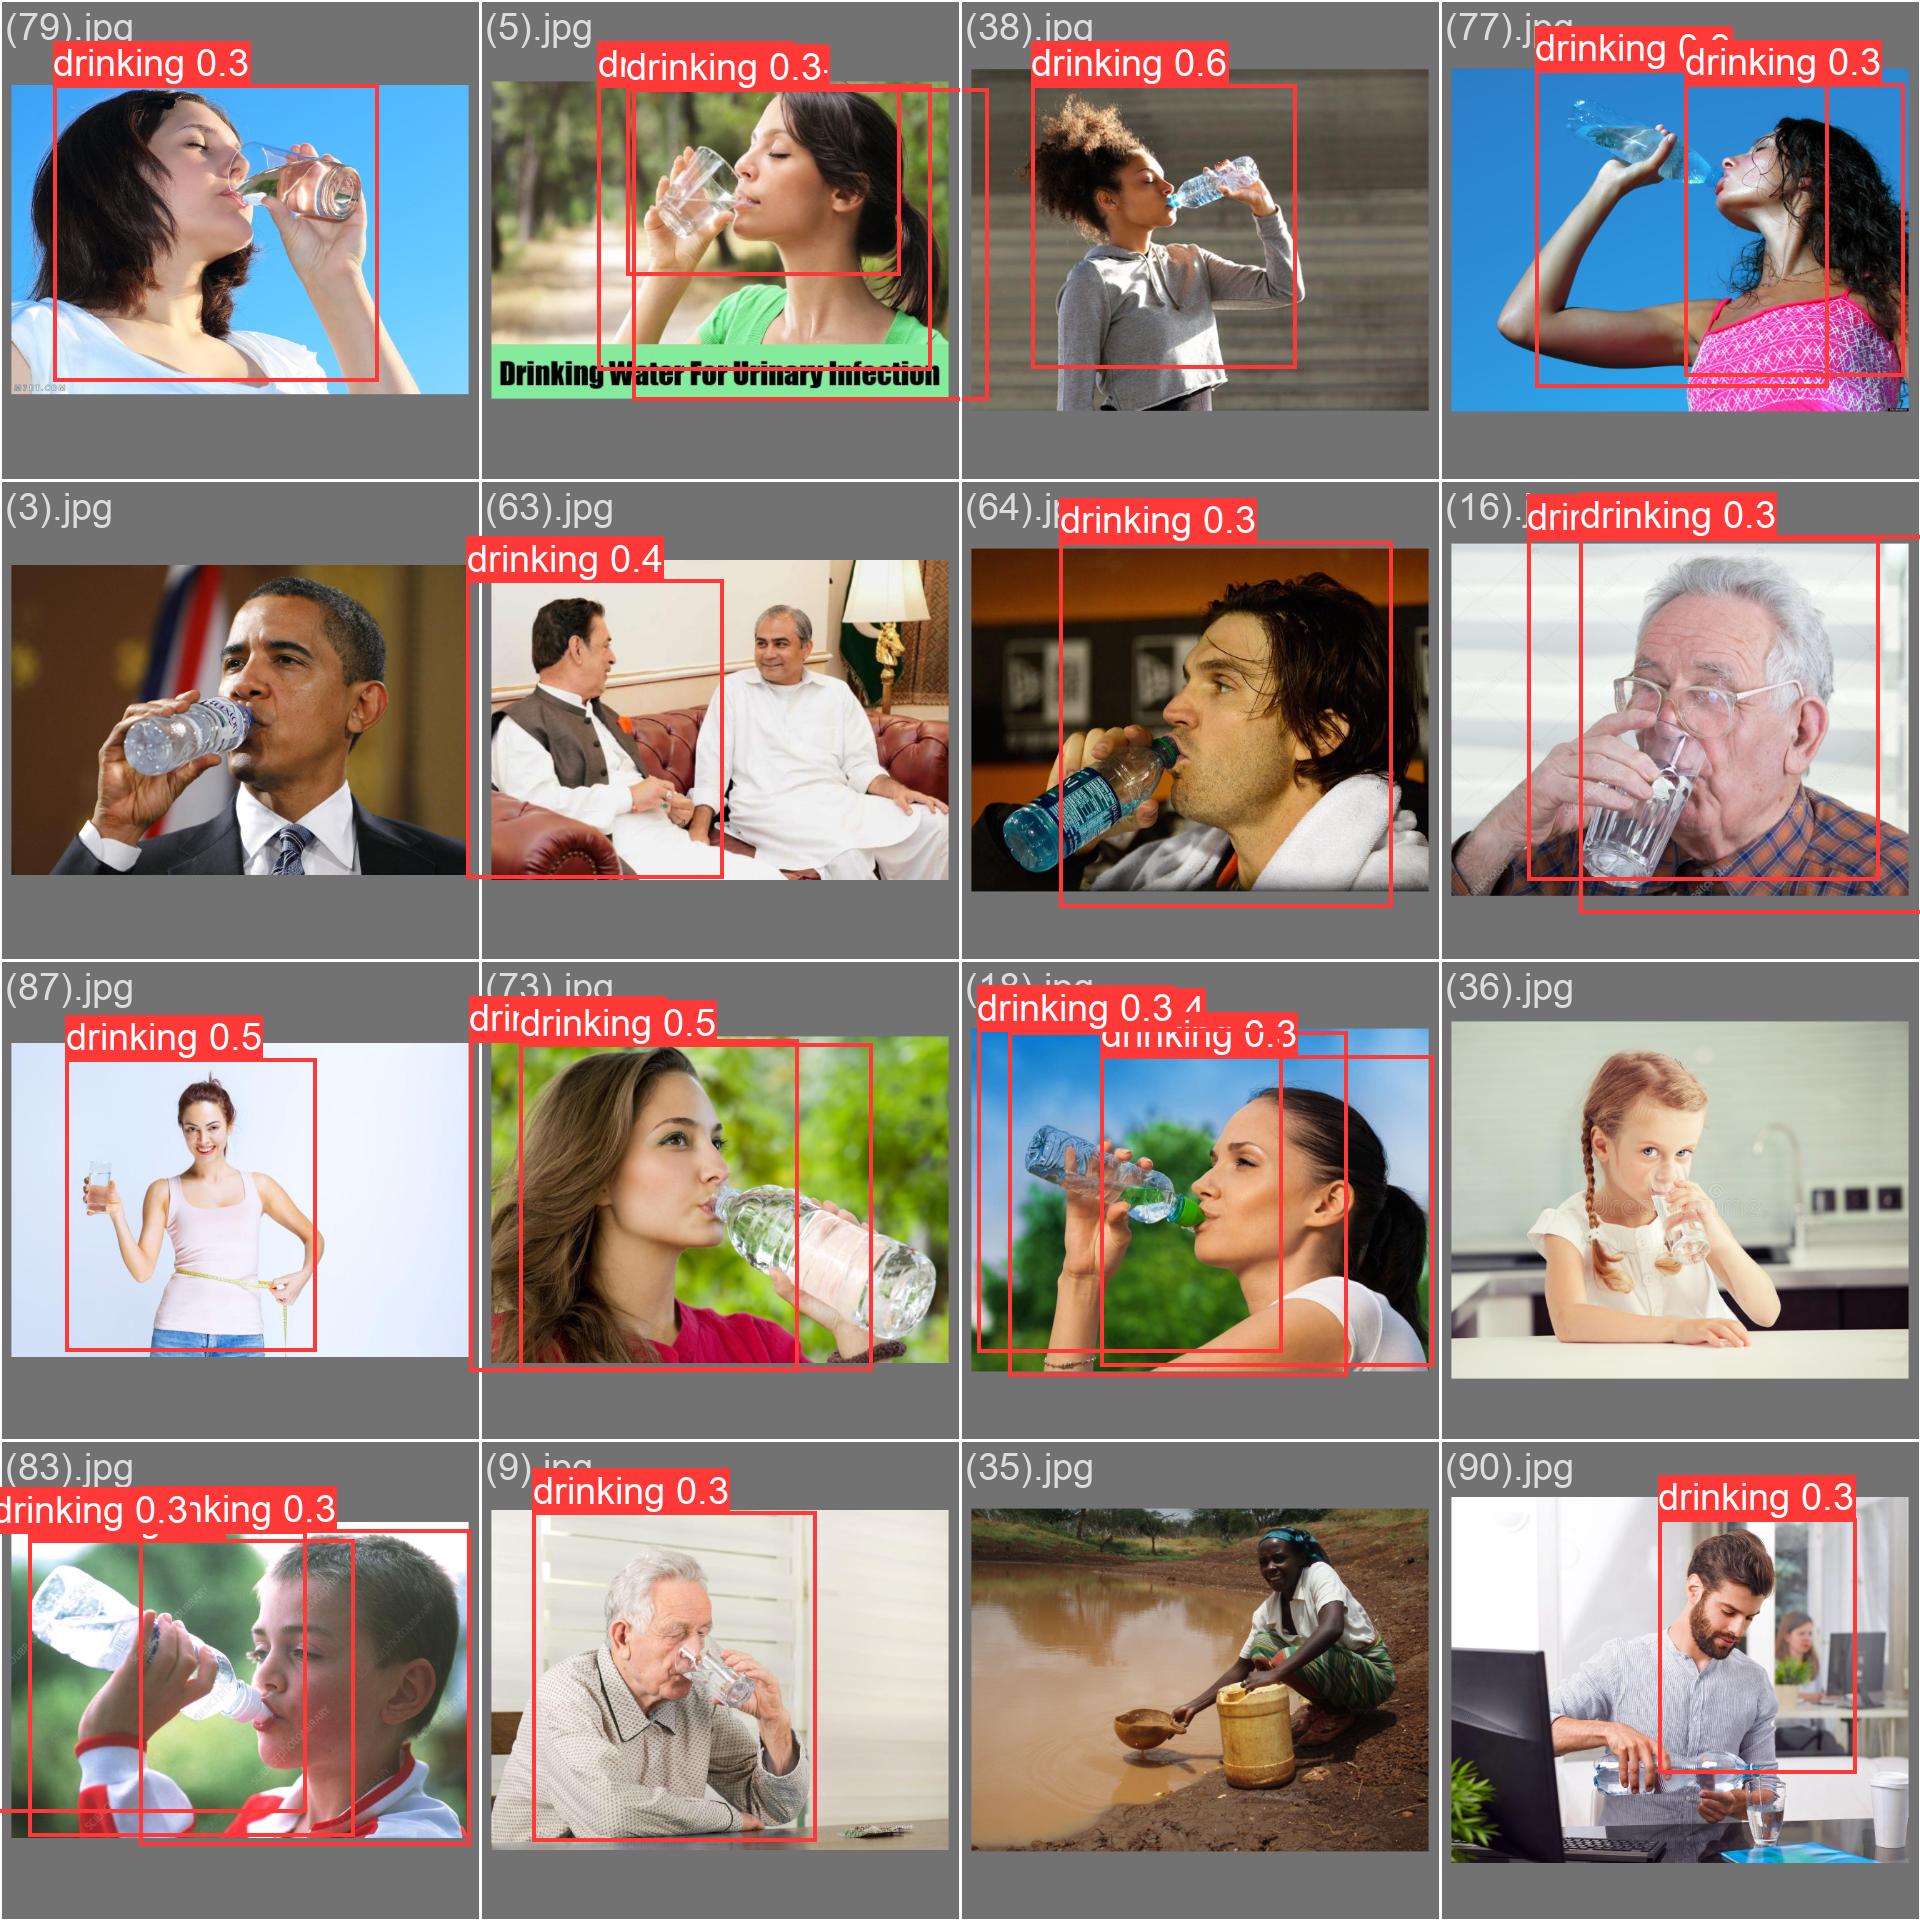 (79).jpg
(5).jpg
(38).jpg
(77).jpg
drinking 0.3
drinking 0.3
drinking 0.6
drinking
drinking 0.3
M7ET.COM
Drinking Water For Urinary Infection
(3).jpg
(63).jpg
(64).jpg
(16).jpg
drinking 0.4
drinking 0.3
drinking 0.3
(87).jpg
(73).jpg
(18).jpg
(36).jpg
drinking 0.5
drinking 0.5
drinking 0.3 4
drinking 0.3
(83).jpg
(9).jpg
(35).jpg
(90).jpg
drinking 0.3
nking 0.3
drinking 0.3
drinking 0.3